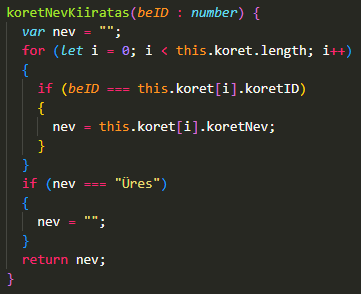 koretNevKiiratas(beID : number) {
var nev = "";
for (let i = 0; i < this.koret.length; i++)
{
if (beID === this.koret[i].koretID)
{
nev = this.koret[i].koretNev;
}
}
if (nev === "Üres")
{
nev = "";
}
return nev;
}